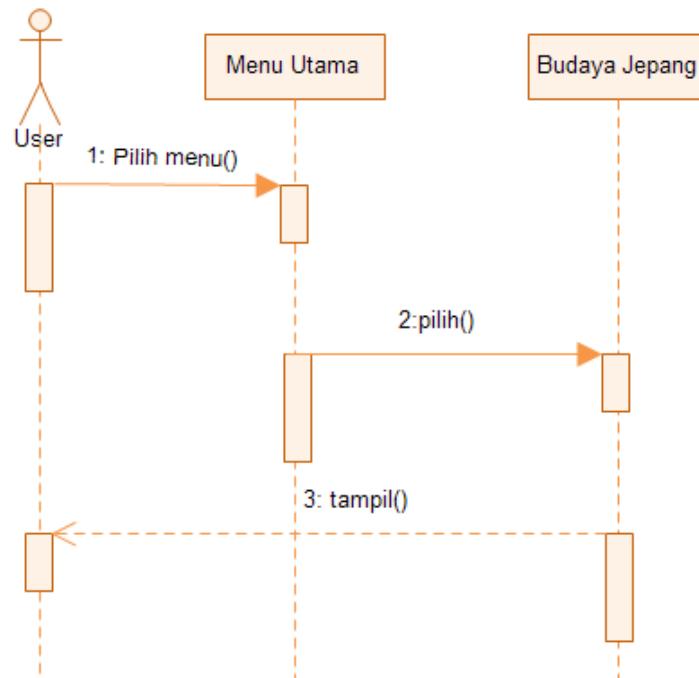 Menu Utama
Budaya Jepang
User
1: Pilih menu()
2:pilih()
3: tampil()